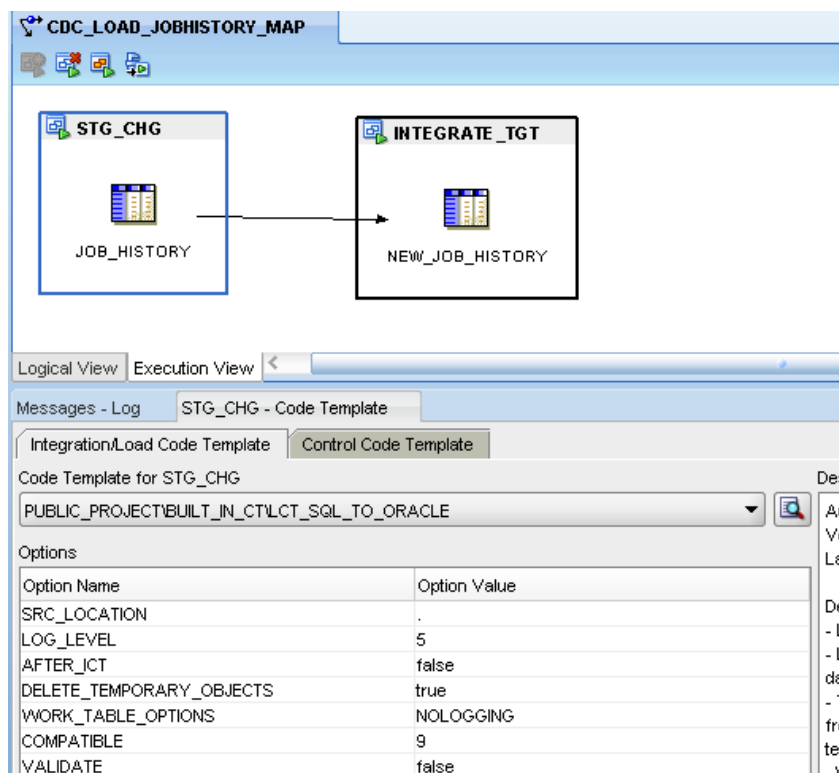 CDC_LOAD_JOBHISTORY_MAP
STG_CHG
INTEGRATE_TGT
JOB_HISTORY
NEW_JOB_HISTORY
Logical View Execution View <
Messages - Log STG_CHG - Code Template
Integration/Load Code Template Control Code Template
Code Template for STG_CHG
PUBLIC_PROJECT\BUILT_IN_CT\LCT_SQL_TO_ORACLE
Options
Option Name Option Value
SRC_LOCATION .
LOG_LEVEL 5
AFTER_ICT false
DELETE_TEMPORARY_OBJECTS true
WORK_TABLE_OPTIONS NOLOGGING
COMPATIBLE 9
VALIDATE false